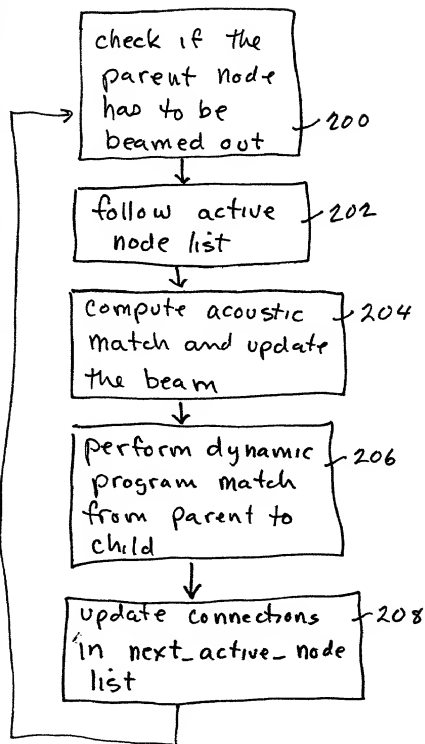 check if the
parent node
has to be
beamed out
200
follow active
node list
202
compute acoustic
match and update
the beam
204
perform dynamic
program match
from parent to
child
206
update connections
in next_active_node
list
208